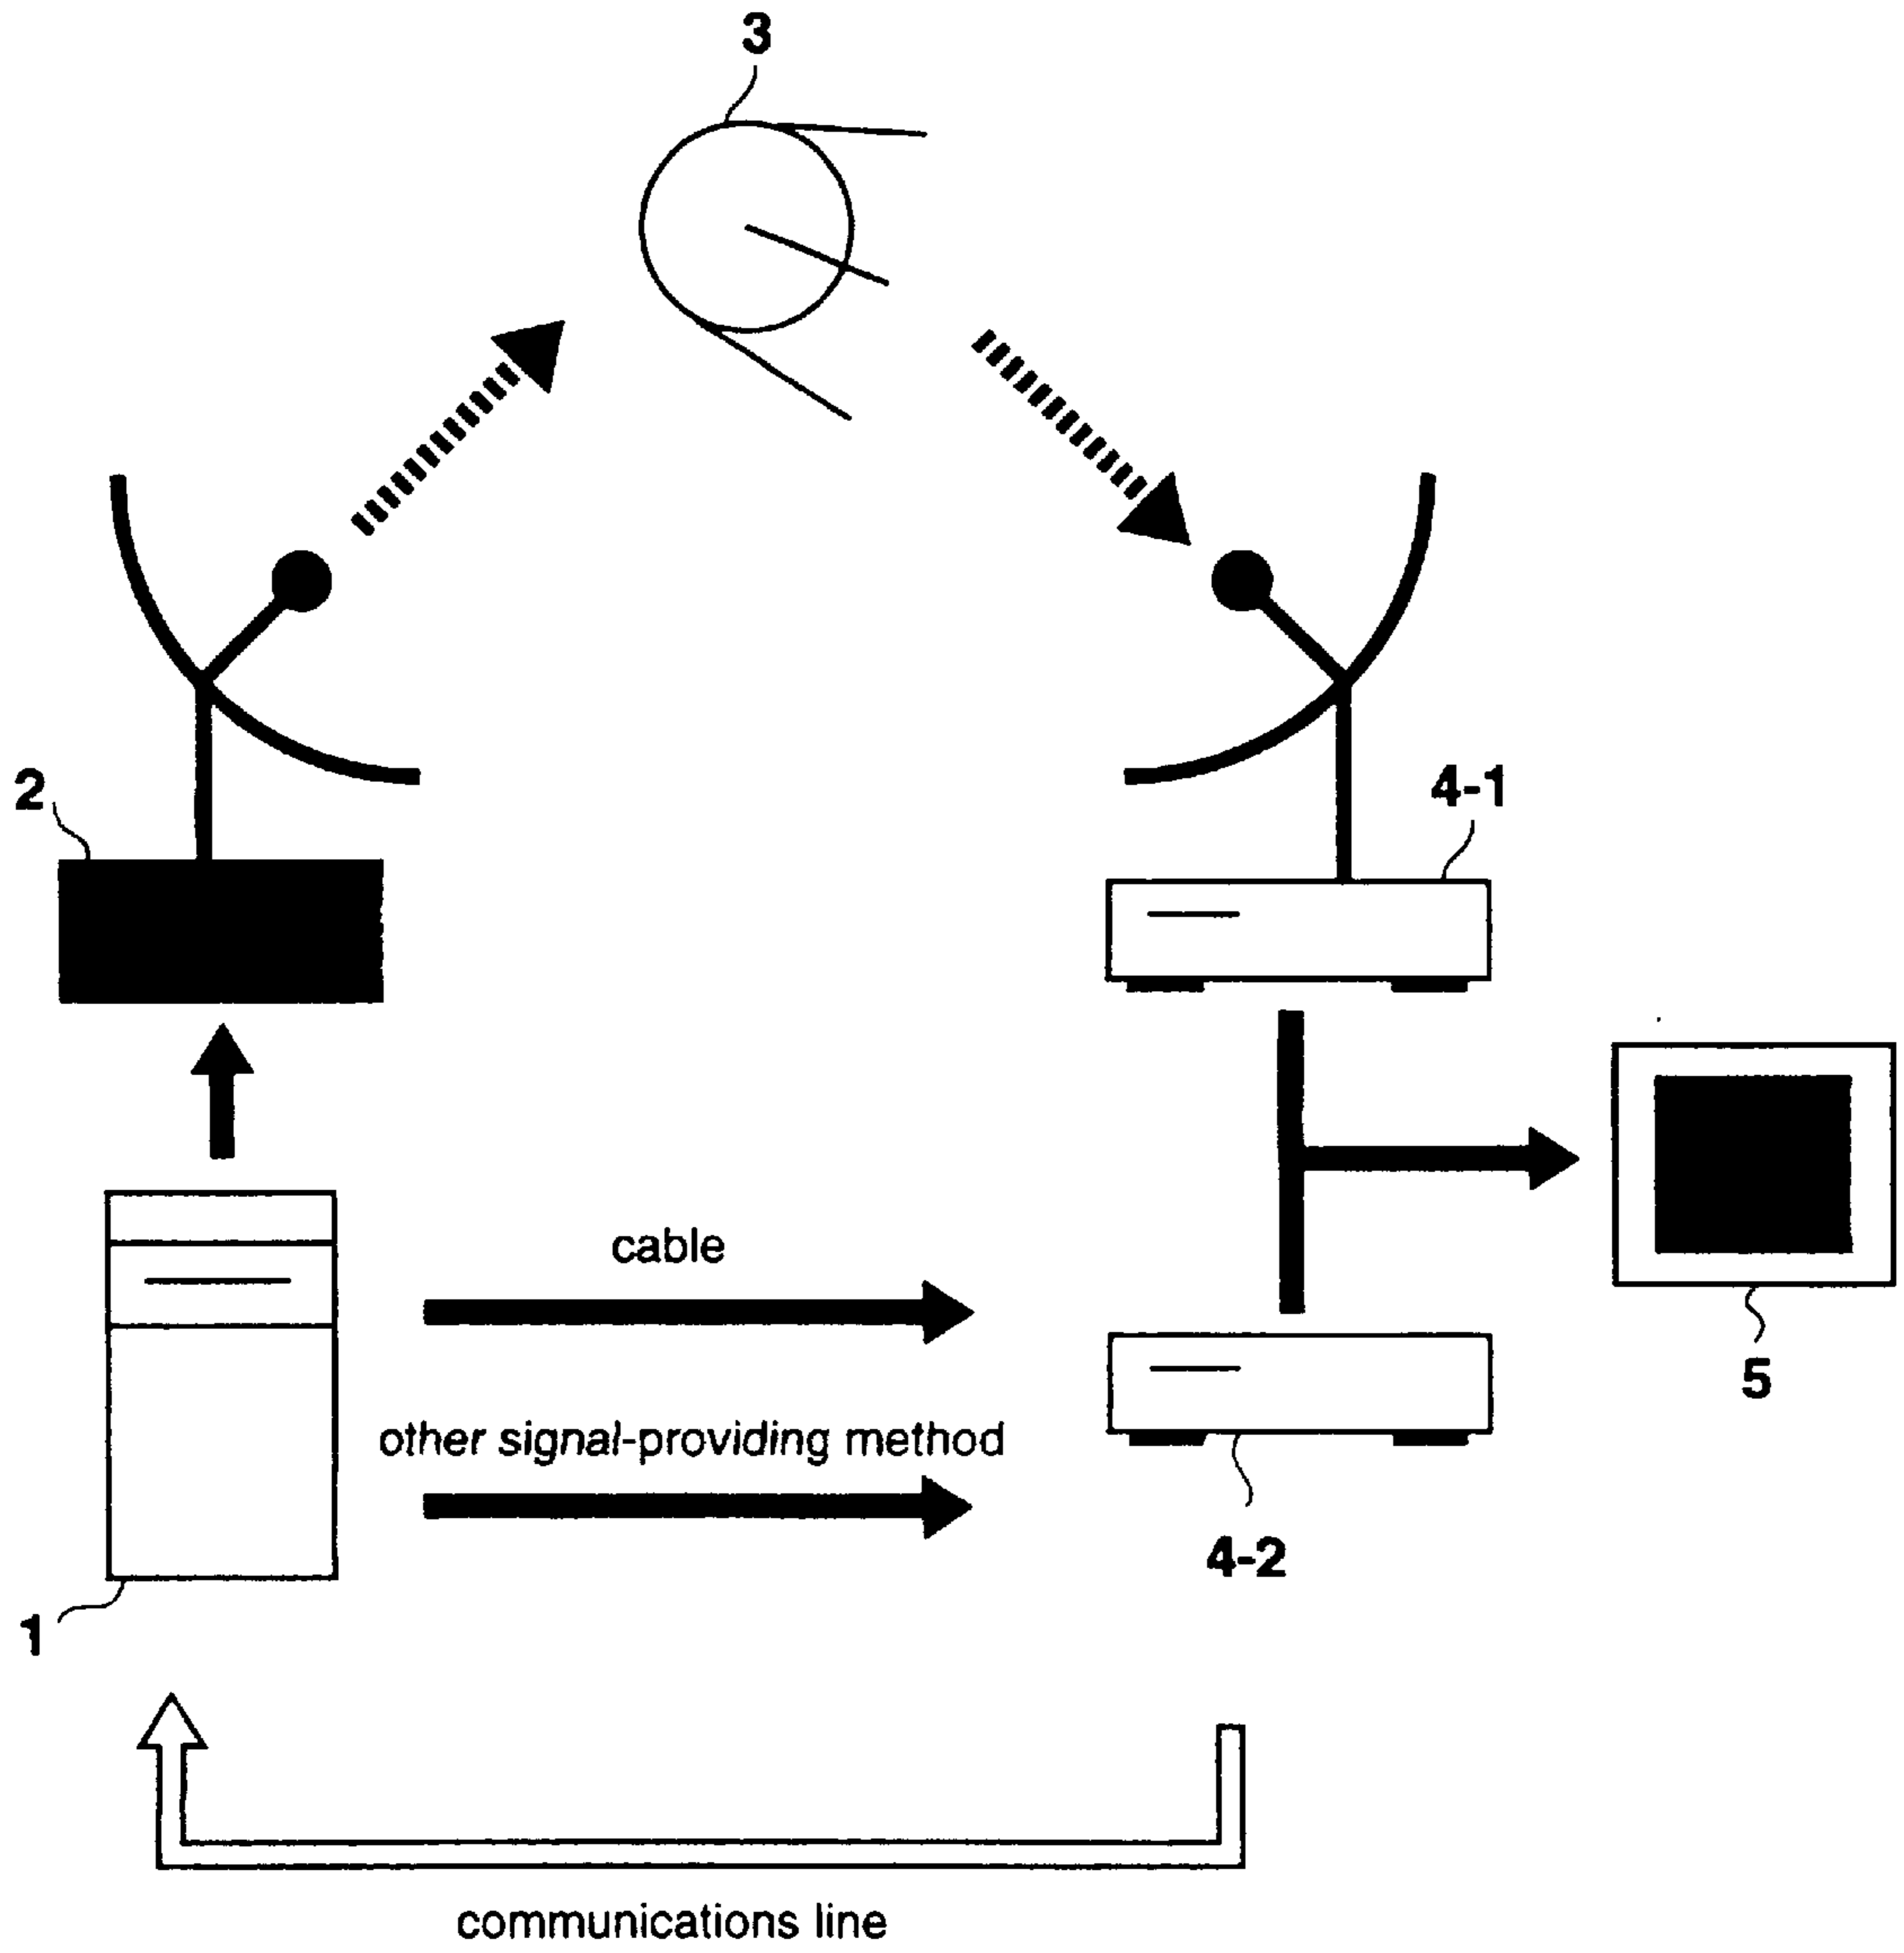 3
2
4-1
cable
5
other signal-providing method
4-2
1
communications line